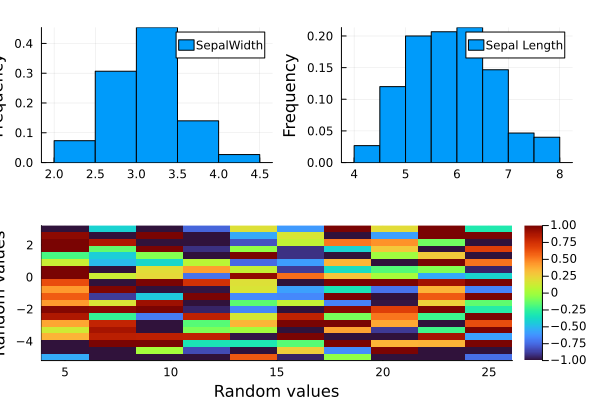 SepalWidth
Frequency
0.4
0.3
0.2
0.1
0.0
2.0 2.5 3.0 3.5 4.0 4.5
Sepal Length
Frequency
0.20
0.15
0.10
0.05
0.00
4 5 6 7 8
Random values
2
0
−2
−4
5 10 15 20 25
Random values
1.00
0.75
0.50
0.25
0
−0.25
−0.50
−0.75
−1.00